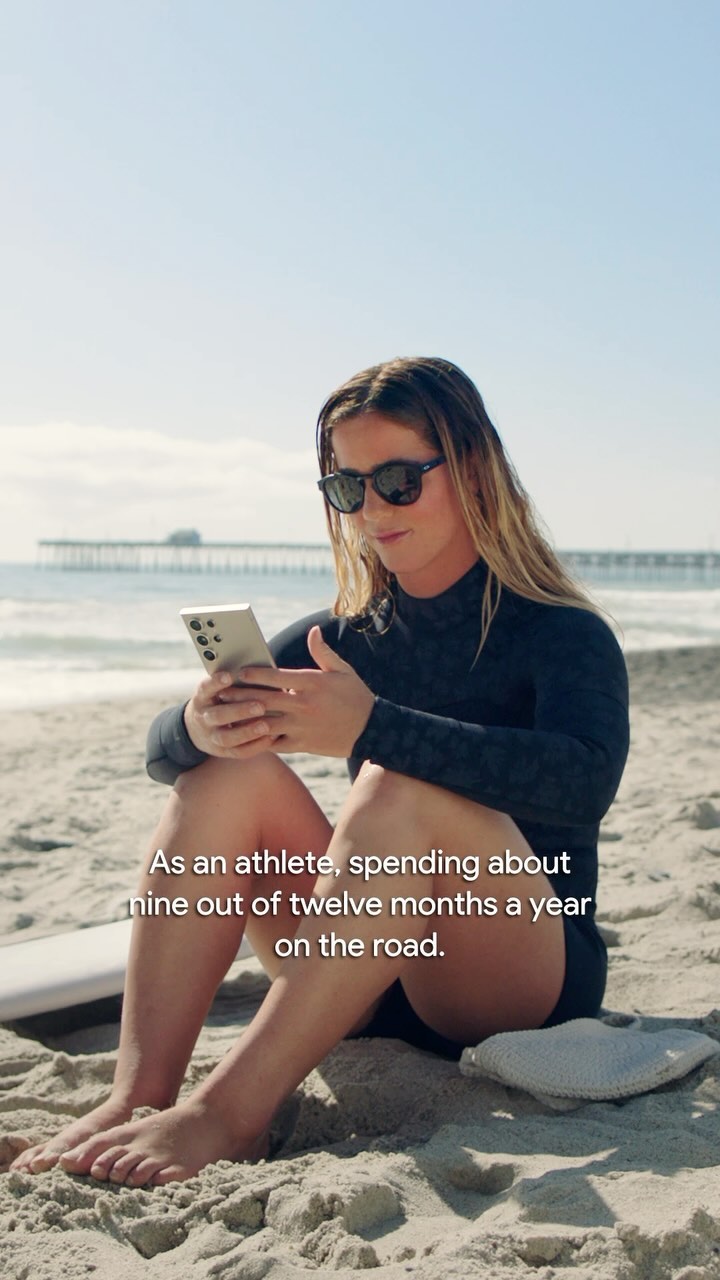 As an athlete, spending about
nine out of twelve months a year
on the road.